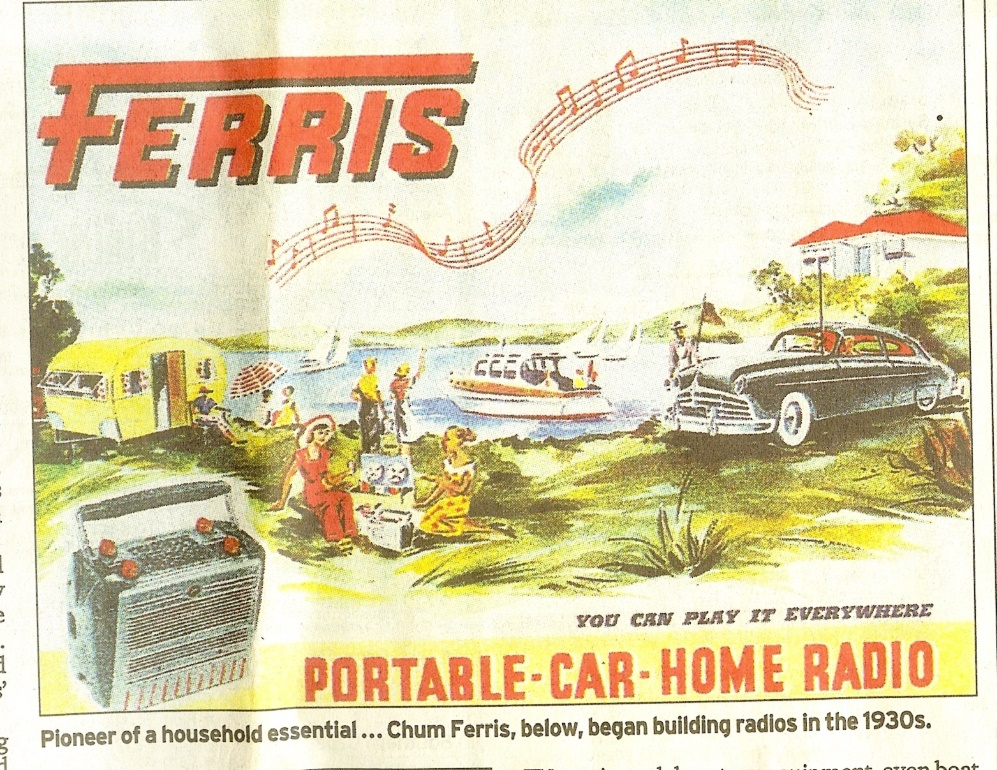 FERRIS
YOU CAN PLAY IT EVERYWHERE
PORTABLE-CAR-HOME RADIO
Pioneer of a household essential ... Chum Ferris, below, began building radios in the 1930s.